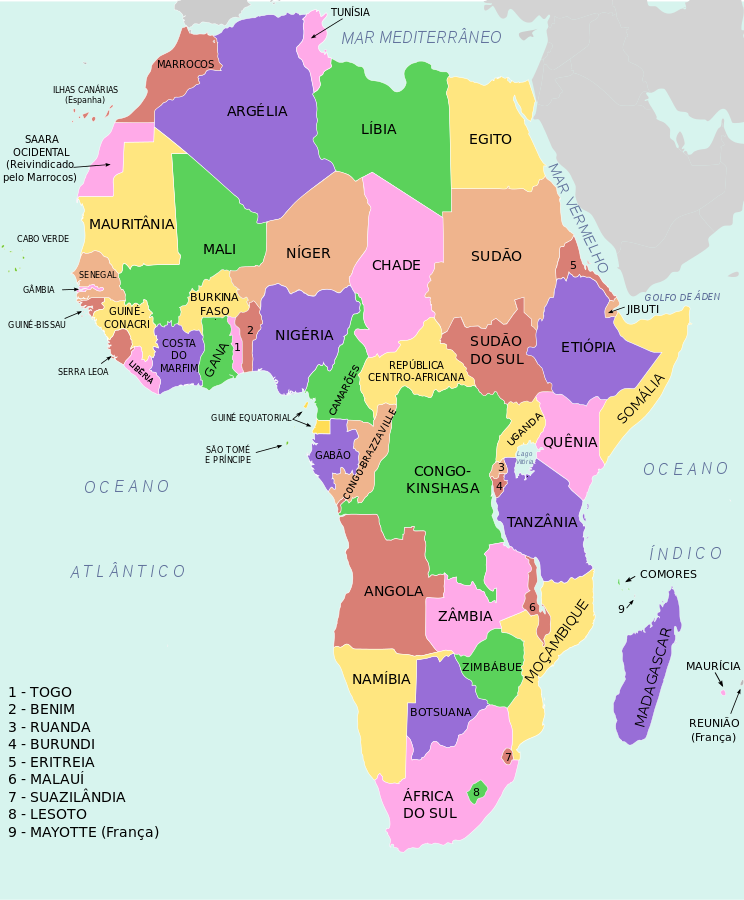 TUNÍSIA
MAR MEDITERRÂNEO
MARROCOS
ILHAS CANÁRIAS
(Espanha)
ARGÉLIA
LÍBIA
EGITO
SAARA
OCIDENTAL
(Reivindicado
pelo Marrocos)
MAR VERMELHO
MAURITÂNIA
CABO VERDE
MALI
NÍGER
CHADE
SUDÃO
5
SENEGAL
GÂMBIA
GOLFO DE ÁDEN
JIBUTI
BURKINA
FASO
GUINÉ-
CONACRI
GUINÉ-BISSAU
NIGÉRIA
2
1
COSTA
DO
MARFIM
GANA
SUDÃO
DO SUL
ETIÓPIA
SERRA LEOA
LIBÉRIA
CAMARÕES
REPÚBLICA
CENTRO-AFRICANA
SOMÁLIA
GUINÉ EQUATORIAL
UGANDA
QUÊNIA
SÃO TOMÉ
E PRÍNCIPE
GABÃO
CONGO-BRAZZAVILLE
CONGO-
KINSHASA
Lago
Vitória
3
4
OCEANO
OCEANO
TANZÂNIA
ÍNDICO
ATLÂNTICO
COMORES
9
ANGOLA
ZÂMBIA
6
MOÇAMBIQUE
MADAGASCAR
ZIMBÁBUE
NAMÍBIA
BOTSUANA
MAURÍCIA
REUNIÃO
(França)
7
8
ÁFRICA
DO SUL
1 - TOGO
2 - BENIM
3 - RUANDA
4 - BURUNDI
5 - ERITREIA
6 - MALAUÍ
7 - SUAZILÂNDIA
8 - LESOTO
9 - MAYOTTE (França)